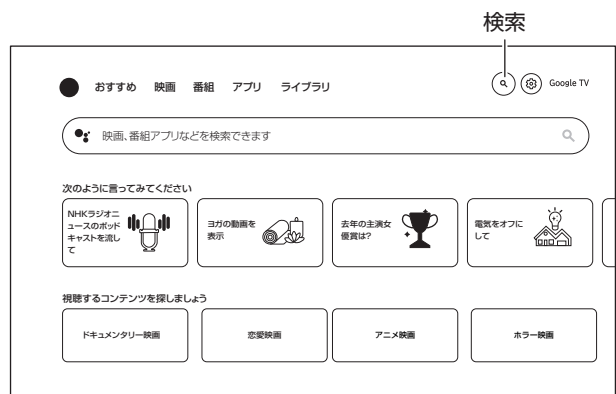 検索
おすすめ 映画 番組 アプリ ライブラリ Google TV
映画、番組アプリなどを検索できます
次のように言ってみてください
NHKラジオニ
ュースのポッド
キャストを流し
て
ヨガの動画を
表示
去年の主演女
優賞は?
電気をオフに
して
視聴するコンテンツを探しましょう
ドキュメンタリー映画 恋愛映画 アニメ映画 ホラー映画